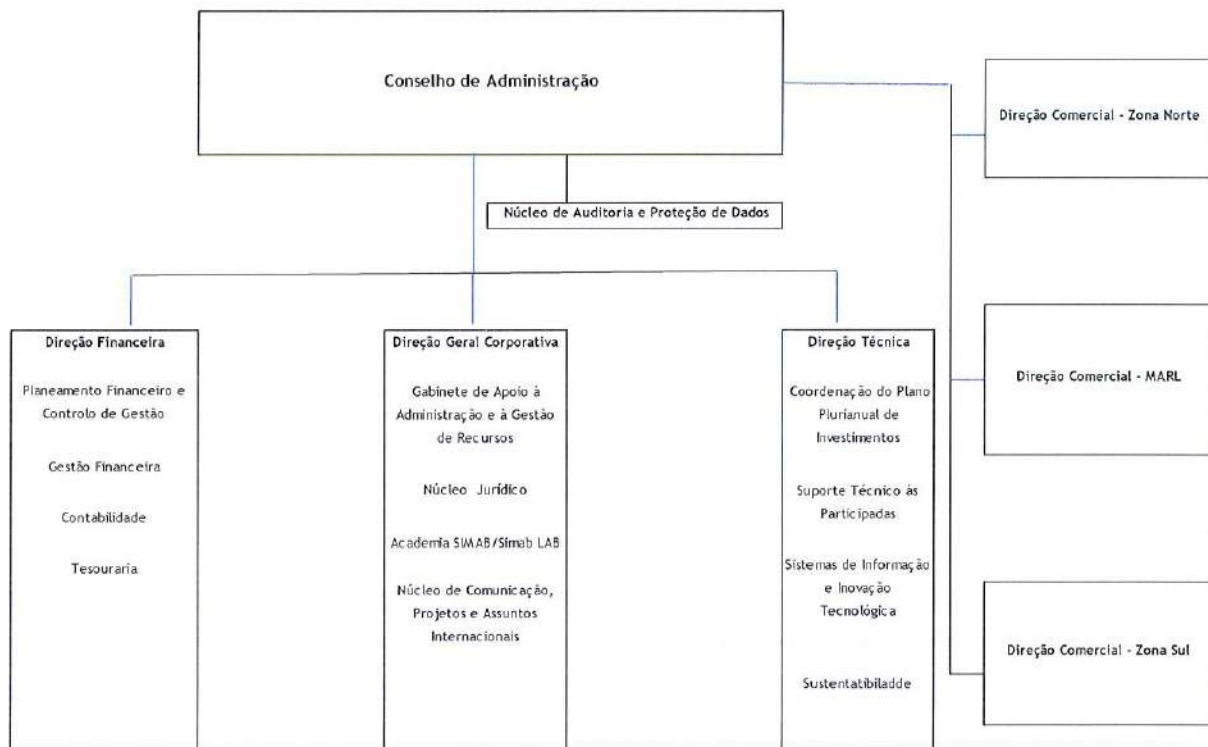 Conselho de Administração
Direção Comercial - Zona Norte
Núcleo de Auditoria e Proteção de Dados
Direção Financeira
Planeamento Financeiro e
Controlo de Gestão
Gestão Financeira
Contabilidade
Tesouraria
Direção Geral Corporativa
Gabinete de Apoio à
Administração e à Gestão
de Recursos
Núcleo Jurídico
Academia SIMAB/Simab LAB
Núcleo de Comunicação,
Projetos e Assuntos
Internacionais
Direção Técnica
Coordenação do Plano
Plurianual de
Investimentos
Suporte Técnico às
Participadas
Sistemas de Informação
e Inovação
Tecnológica
Sustentatibiladde
Direção Comercial - MARL
Direção Comercial - Zona Sul